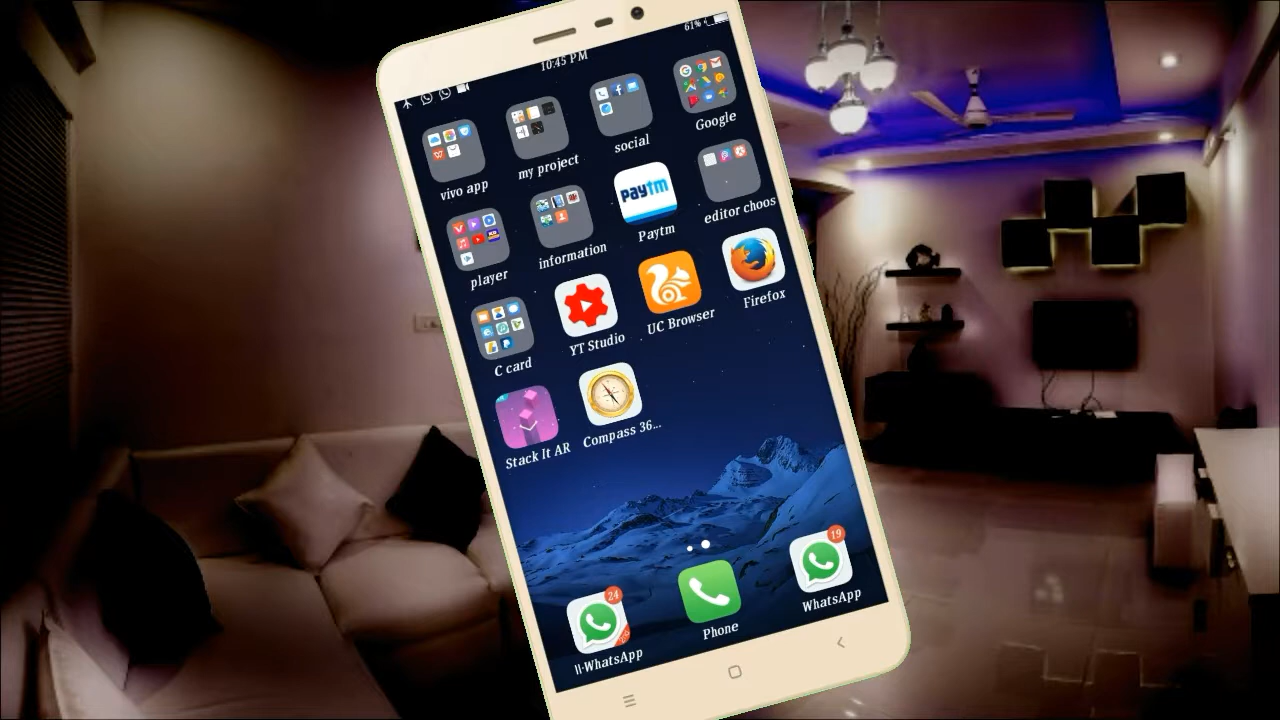 10:45 PM
61%
vivo app
my project
social
Google
player
information
Paytm
Paytm
editor choos
C card
YT Studio
UC Browser
Firefox
Stack It AR
Compass 36...
24
19
\\-WhatsApp
Phone
WhatsApp